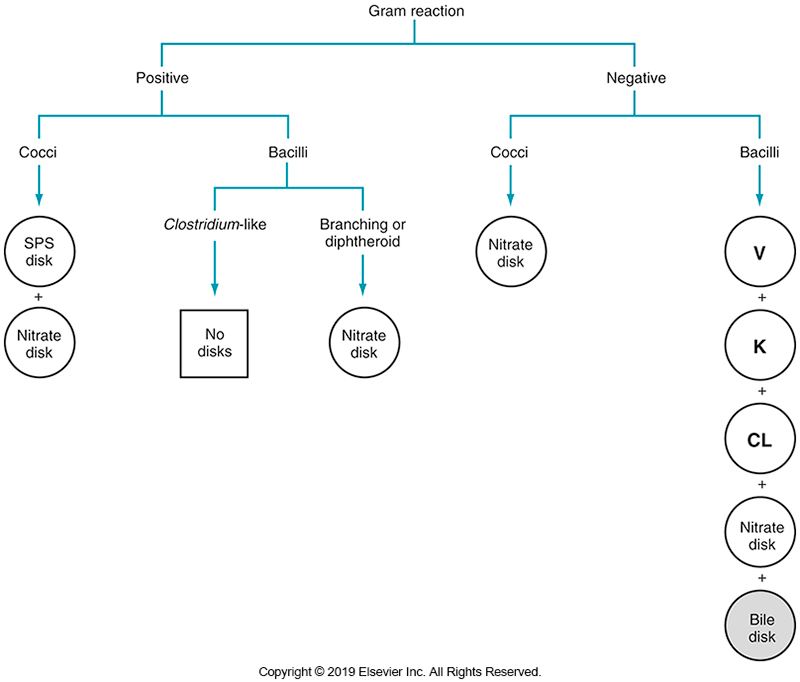 Gram reaction
Positive
Negative
Cocci
Bacilli
Cocci
Bacilli
Clostridium-like
Branching or
diphtheroid
SPS
disk
+
Nitrate
disk
No
disks
Nitrate
disk
Nitrate
disk
V
+
K
+
CL
+
Nitrate
disk
+
Bile
disk
Copyright © 2019 Elsevier Inc. All Rights Reserved.